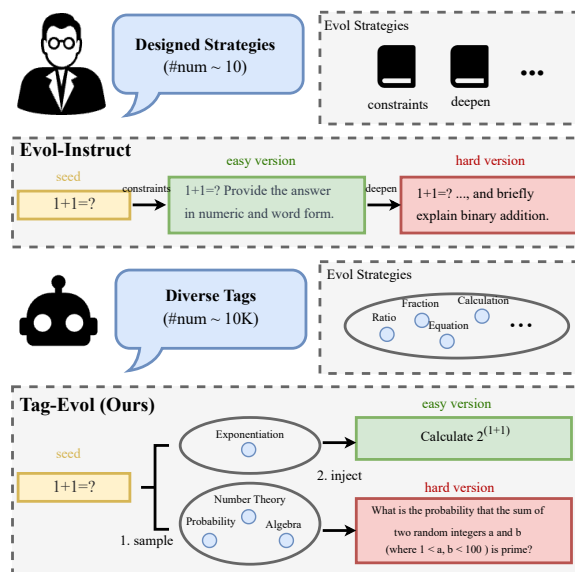 Designed Strategies
(#num ~ 10)
Evol Strategies
constraints
deepen
...
Evol-Instruct
seed
1+1=?
constraints
easy version
1+1=? Provide the answer
in numeric and word form.
deepen
hard version
1+1=? ..., and briefly
explain binary addition.
Diverse Tags
(#num ~ 10K)
Evol Strategies
Ratio
Fraction
Equation
Calculation
...
Tag-Evol (Ours)
seed
1+1=?
1. sample
Exponentiation
Number Theory
Probability
Algebra
2. inject
easy version
Calculate 2^(1+1)
hard version
What is the probability that the sum of
two random integers a and b
(where 1 < a, b < 100 ) is prime?